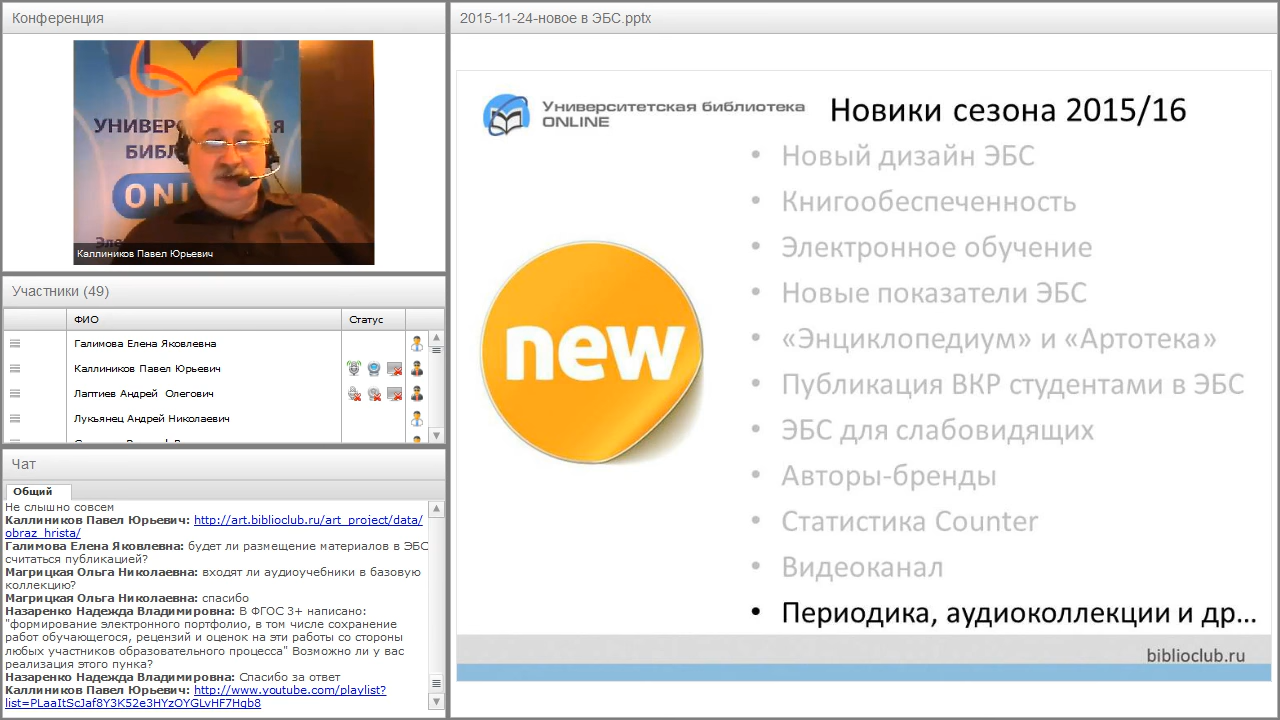 Конференция
УНИВЕР
БИБЛ
Каллиников Павел Юрьевич
Участники (49)
ФИО
Статус
Галимова Елена Яковлевна
Каллиников Павел Юрьевич
Лаптиев Андрей Олегович
Лукьянец Андрей Николаевич
Чат
Общий
Не слышно совсем
Каллиников Павел Юрьевич: http://art.biblioclub.ru/art_project/data/
obraz_hrista/
Галимова Елена Яковлевна: будет ли размещение материалов в ЭБС
считаться публикацией?
Магрицкая Ольга Николаевна: входят ли аудиоучебники в базовую
коллекцию?
Магрицкая Ольга Николаевна: спасибо
Назаренко Надежда Владимировна: В ФГОС 3+ написано:
"формирование электронного портфолио, в том числе сохранение
работ обучающегося, рецензий и оценок на эти работы со стороны
любых участников образовательного процесса" Возможно ли у вас
реализация этого пунка?
Назаренко Надежда Владимировна: Спасибо за ответ
Каллиников Павел Юрьевич: http://www.youtube.com/playlist?
list=PLaaItScJaf8Y3K52e3HYzOYGLvHF7Hgb8
2015-11-24-новое в ЭБС.pptx
Университетская библиотека
ONLINE
Новики сезона 2015/16
new
• Новый дизайн ЭБС
• Книгообеспеченность
• Электронное обучение
• Новые показатели ЭБС
• «Энциклопедиум» и «Артотека»
• Публикация ВКР студентами в ЭБС
• ЭБС для слабовидящих
• Авторы-бренды
• Статистика Counter
• Видеоканал
• Периодика, аудиоколлекции и др...
biblioclub.ru